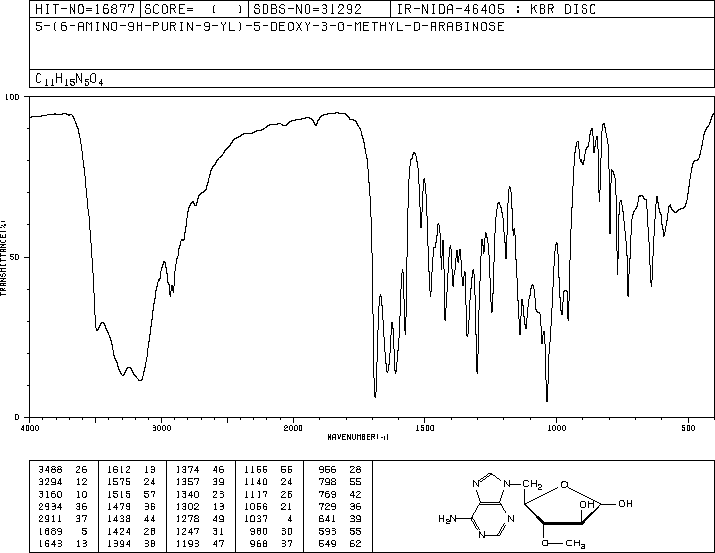 HIT-NO=16877 SCORE= ( ) SDBS-NO=31292 IR-NIDA-46405 : KBR DISC
5-(6-AMINO-9H-PURIN-9-YL)-5-DEOXY-3-O-METHYL-D-ARABINOSE
C11H15N5O4
100
TRANSMITTANCE(%)
50
0
4000 3000 2000 1500 1000 500
WAVENUMBER(-1)
3488 26 1612 13 1374 46 1155 55 956 28
3294 12 1575 24 1357 39 1140 24 798 55
3160 10 1515 57 1340 23 1117 26 769 42
2934 36 1479 36 1302 13 1056 21 729 36
2911 37 1438 44 1278 49 1037 4 641 39
1689 5 1424 28 1247 31 980 30 593 55
1643 13 1394 38 1193 47 968 37 549 62
N N CH2 O
OH OH
H2N N N
O CH3